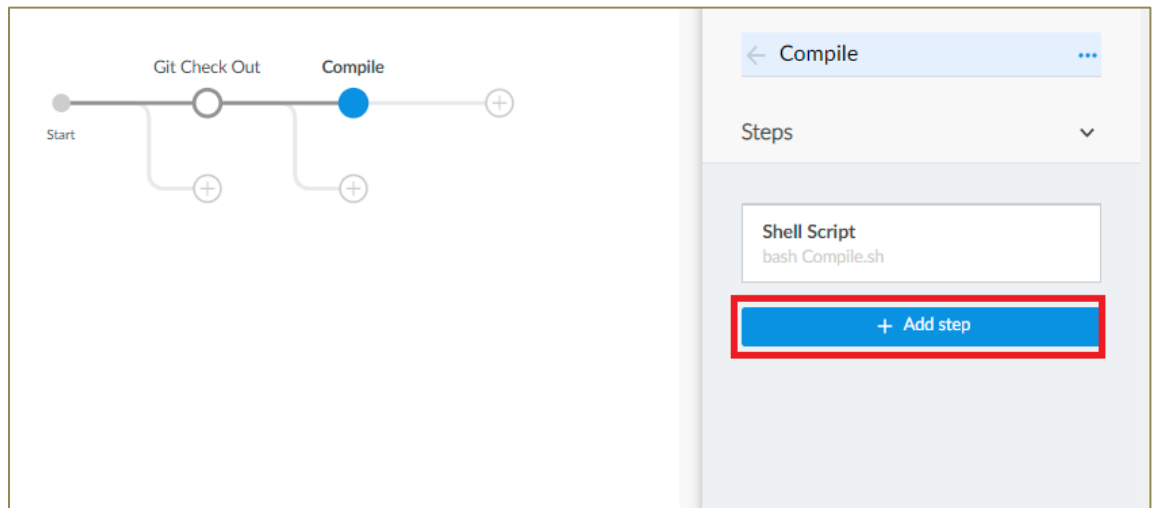 Git Check Out
Compile
Start
Compile
Steps
Shell Script
bash Compile.sh
+ Add step